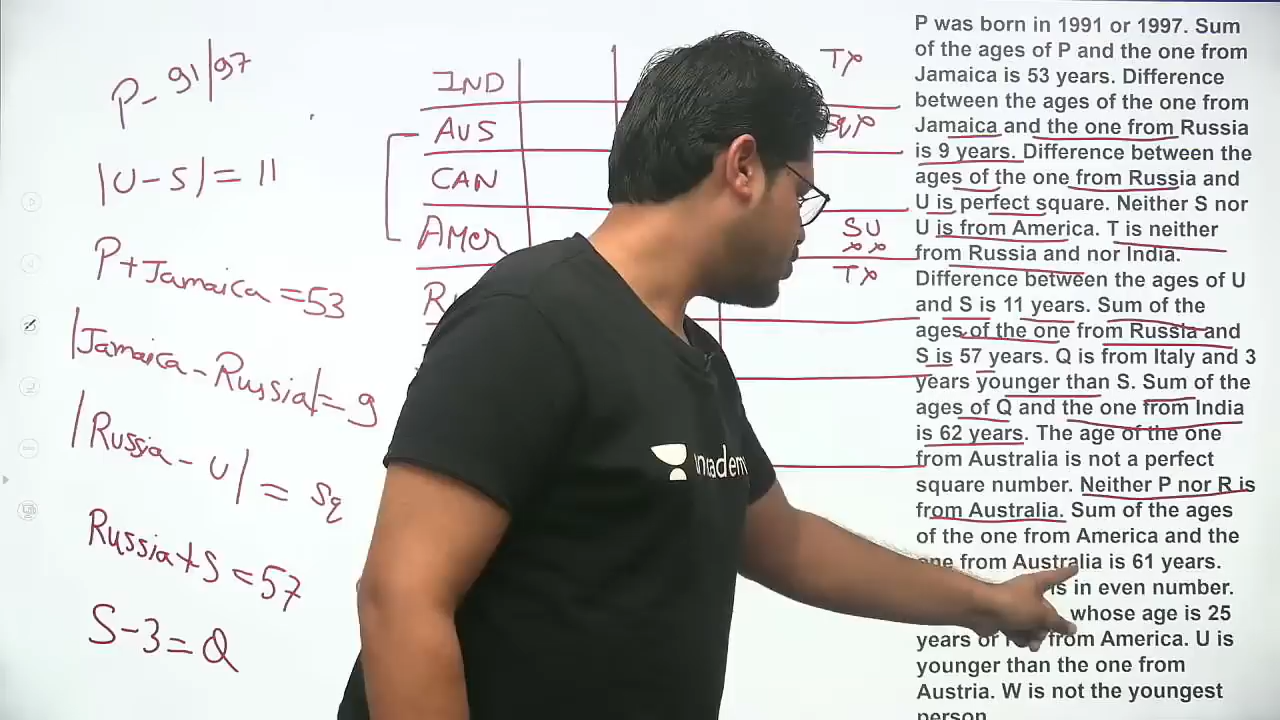 P - 91/97
|U-S| = 11
P+Jamaica = 53
|Jamaica - Russia| = 9
|Russia - U| = Sq
Russia + S = 57
S-3 = Q
IND
AUS
CAN
Amer
R
T×
Sq×
S U
× ×
T×
unacademy
P was born in 1991 or 1997. Sum
of the ages of P and the one from
Jamaica is 53 years. Difference
between the ages of the one from
Jamaica and the one from Russia
is 9 years. Difference between the
ages of the one from Russia and
U is perfect square. Neither S nor
U is from America. T is neither
from Russia and nor India.
Difference between the ages of U
and S is 11 years. Sum of the
ages of the one from Russia and
S is 57 years. Q is from Italy and 3
years younger than S. Sum of the
ages of Q and the one from India
is 62 years. The age of the one
from Australia is not a perfect
square number. Neither P nor R is
from Australia. Sum of the ages
of the one from America and the
one from Australia is 61 years.
is in even number.
whose age is 25
years or from America. U is
younger than the one from
Austria. W is not the youngest
person.